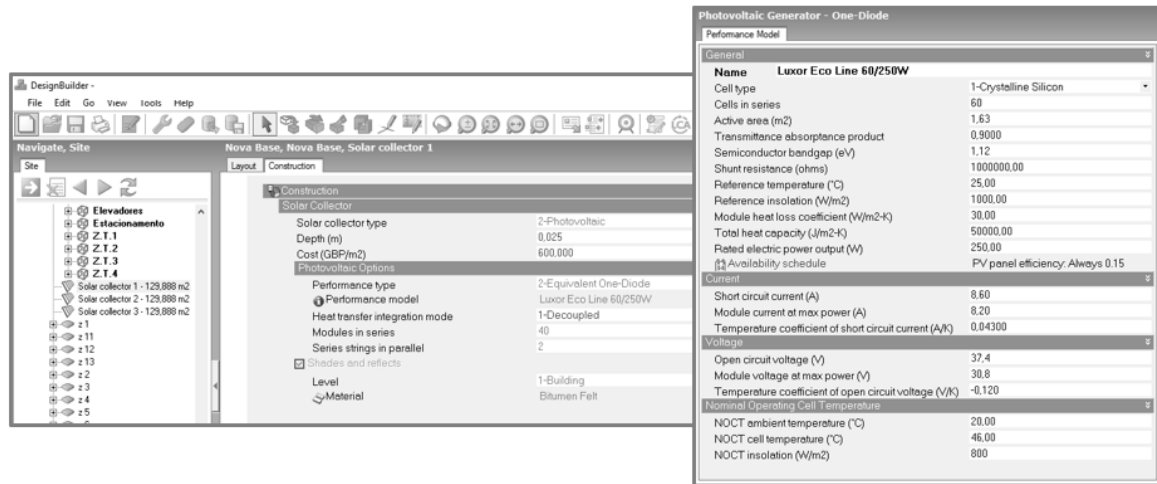 DesignBuilder -
File Edit Go View Tools Help
Navigate, Site
Site
Elevadores
Estacionamento
Z.T.1
Z.T.2
Z.T.3
Z.T.4
Solar collector 1 - 129,888 m2
Solar collector 2 - 129,888 m2
Solar collector 3 - 129,888 m2
z 1
z 11
z 12
z 13
z 2
z 3
z 4
z 5
Nova Base, Nova Base, Solar collector 1
Layout Construction
Construction
Solar Collector
Solar collector type 2-Photovoltaic
Depth (m) 0,025
Cost (GBP/m2) 600,000
Photovoltaic Options
Performance type 2-Equivalent One-Diode
Performance model Luxor Eco Line 60/250W
Heat transfer integration mode 1-Decoupled
Modules in series 40
Series strings in parallel 2
Shades and reflects
Level 1-Building
Material Bitumen Felt
Photovoltaic Generator - One-Diode
Performance Model
General
Name Luxor Eco Line 60/250W
Cell type 1-Crystalline Silicon
Cells in series 60
Active area (m2) 1,63
Transmittance absorptance product 0,9000
Semiconductor bandgap (eV) 1,12
Shunt resistance (ohms) 1000000,00
Reference temperature (°C) 25,00
Reference insolation (W/m2) 1000,00
Module heat loss coefficient (W/m2-K) 30,00
Total heat capacity (J/m2-K) 50000,00
Rated electric power output (W) 250,00
Availability schedule PV panel efficiency: Always 0.15
Current
Short circuit current (A) 8,60
Module current at max power (A) 8,20
Temperature coefficient of short circuit current (A/K) 0,04300
Voltage
Open circuit voltage (V) 37,4
Module voltage at max power (V) 30,8
Temperature coefficient of open circuit voltage (V/K) -0,120
Nominal Operating Cell Temperature
NOCT ambient temperature (°C) 20,00
NOCT cell temperature (°C) 46,00
NOCT insolation (W/m2) 800